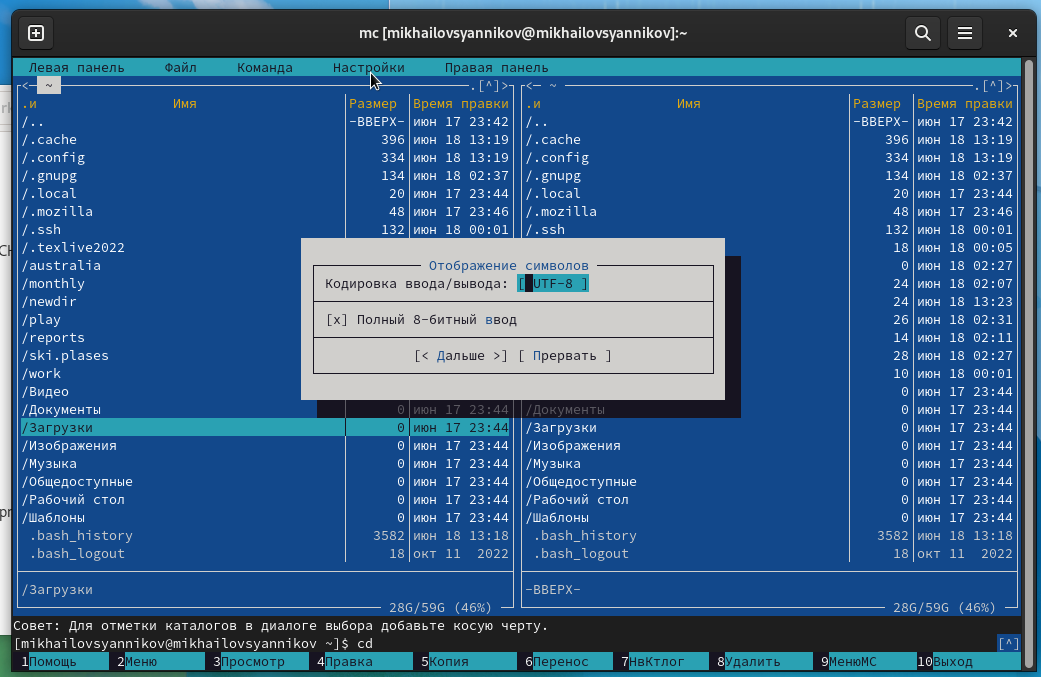 mc [mikhailovsyannikov@mikhailovsyannikov]:~
Левая панель Файл Команда Настройки Правая панель
<─ ~ .[^]> <─ ~ .[^]>
.и Имя Размер Время правки .и Имя Размер Время правки
/.. -ВВЕРХ- июн 17 23:42 /.. -ВВЕРХ- июн 17 23:42
/.cache 396 июн 18 13:19 /.cache 396 июн 18 13:19
/.config 334 июн 18 13:19 /.config 334 июн 18 13:19
/.gnupg 134 июн 18 02:37 /.gnupg 134 июн 18 02:37
/.local 20 июн 17 23:44 /.local 20 июн 17 23:44
/.mozilla 48 июн 17 23:46 /.mozilla 48 июн 17 23:46
/.ssh 132 июн 18 00:01 /.ssh 132 июн 18 00:01
/.texlive2022 18 июн 18 00:05
/australia 0 июн 18 02:27
/monthly 24 июн 18 02:07
/newdir 24 июн 18 13:23
/play 26 июн 18 02:31
/reports 14 июн 18 02:11
/ski.plases 28 июн 18 02:27
/work 10 июн 18 00:01
/Видео 0 июн 17 23:44
Отображение символов
Кодировка ввода/вывода: [ UTF-8 ]
[x] Полный 8-битный ввод
[< Дальше >] [ Прервать ]
/Документы 0 июн 17 23:44 /Документы 0 июн 17 23:44
/Загрузки 0 июн 17 23:44 /Загрузки 0 июн 17 23:44
/Изображения 0 июн 17 23:44 /Изображения 0 июн 17 23:44
/Музыка 0 июн 17 23:44 /Музыка 0 июн 17 23:44
/Общедоступные 0 июн 17 23:44 /Общедоступные 0 июн 17 23:44
/Рабочий стол 0 июн 17 23:44 /Рабочий стол 0 июн 17 23:44
/Шаблоны 0 июн 17 23:44 /Шаблоны 0 июн 17 23:44
.bash_history 3582 июн 18 13:18 .bash_history 3582 июн 18 13:18
.bash_logout 18 окт 11 2022 .bash_logout 18 окт 11 2022
/Загрузки -ВВЕРХ-
28G/59G (46%) 28G/59G (46%)
Совет: Для отметки каталогов в диалоге выбора добавьте косую черту.
[mikhailovsyannikov@mikhailovsyannikov ~]$ cd [^]
1Помощь 2Меню 3Просмотр 4Правка 5Копия 6Перенос 7НвКтлог 8Удалить 9МенюМС 10Выход